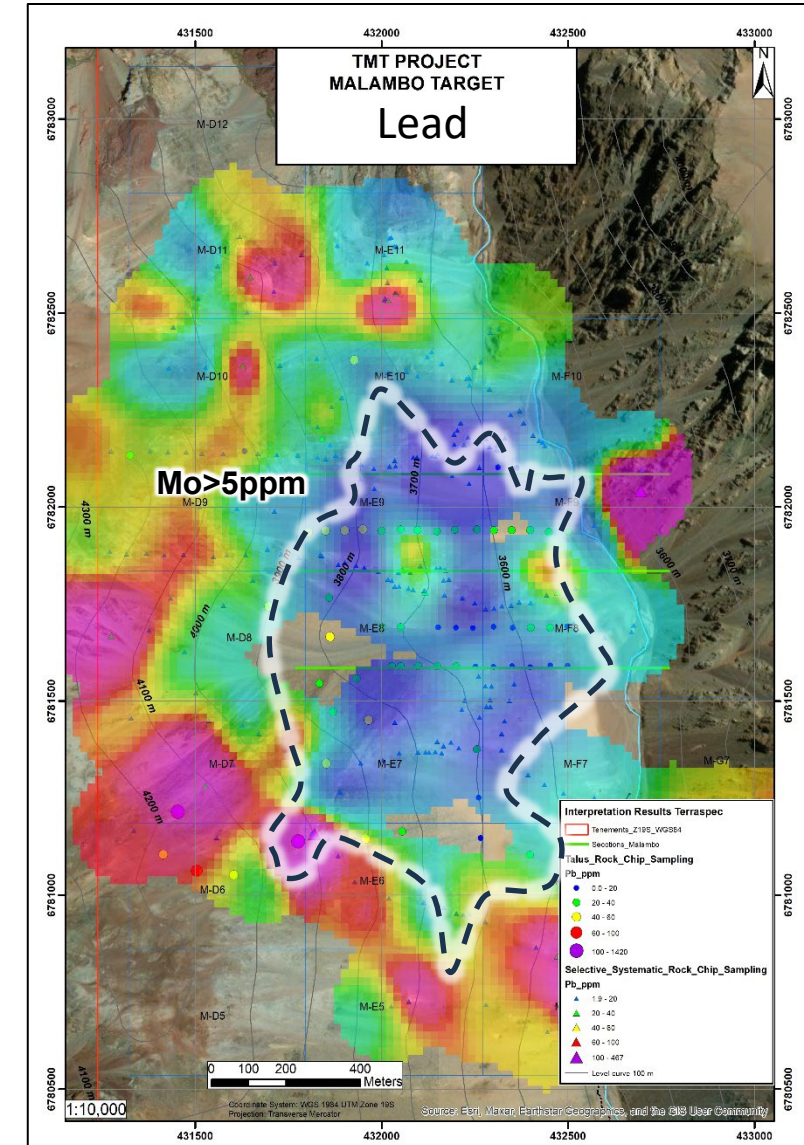 431500 432000 432500 433000
TMT PROJECT
MALAMBO TARGET
Lead
N
6783000
6783000
M-D12
M-D11
M-E11
6782500
6782500
M-D10
M-E10
M-F10
3700 m
Mo>5ppm
M-D9
M-E9
M-F9
6782000
6782000
4300 m
3800 m
3600 m
3600 m
4000 m
M-D8
M-E8
M-F8
6781500
6781500
4100 m
M-D7
M-E7
M-F7
M-G7
4200 m
6781000
6781000
M-D6
M-E6
M-D5
M-E5
4100 m
6780500
6780500
Interpretation Results Terraspec
Tenements_Z19S_WGS84
Secstions_Malambo
Talus_Rock_Chip_Sampling
Pb_ppm
0.0 - 20
20 - 40
40 - 60
60 - 100
100 - 1420
Selective_Systematic_Rock_Chip_Sampling
Pb_ppm
1.9 - 20
20 - 40
40 - 60
60 - 100
100 - 467
Level curve 100 m
0 100 200 400
Meters
1:10,000
Coordinate System: WGS 1984 UTM Zone 19S
Projection: Transverse Mercator
Source: Esri, Maxar, Earthstar Geographics, and the GIS User Community
431500 432000 432500 433000